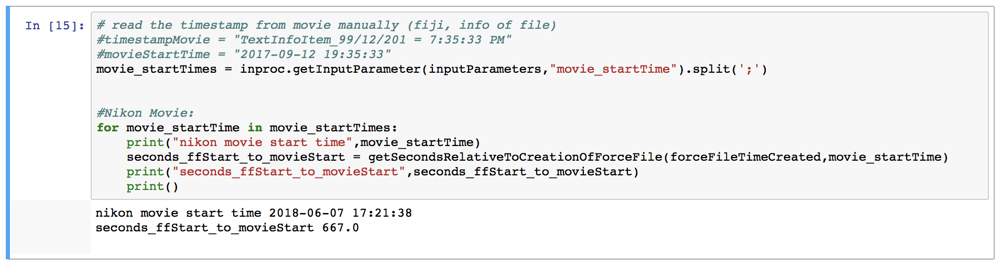 In [15]:
# read the timestamp from movie manually (fiji, info of file)
#timestampMovie = "TextInfoItem_99/12/201 = 7:35:33 PM"
#movieStartTime = "2017-09-12 19:35:33"
movie_startTimes = inproc.getInputParameter(inputParameters,"movie_startTime").split(';')
#Nikon Movie:
for movie_startTime in movie_startTimes:
    print("nikon movie start time",movie_startTime)
    seconds_ffStart_to_movieStart = getSecondsRelativeToCreationOfForceFile(forceFileTimeCreated,movie_startTime)
    print("seconds_ffStart_to_movieStart",seconds_ffStart_to_movieStart)
    print()
nikon movie start time 2018-06-07 17:21:38
seconds_ffStart_to_movieStart 667.0